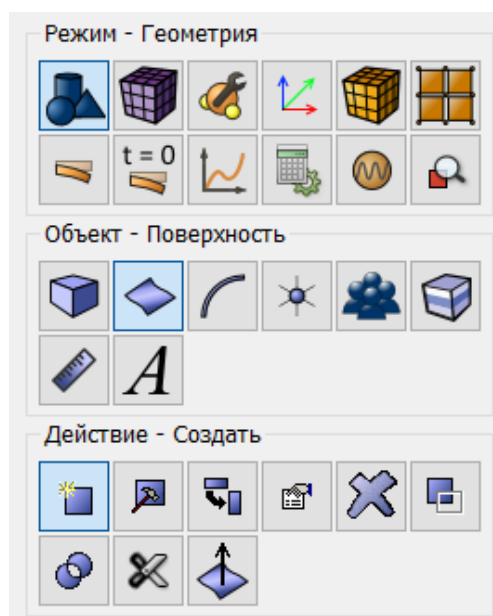 Режим - Геометрия
t = 0
Объект - Поверхность
A
Действие - Создать